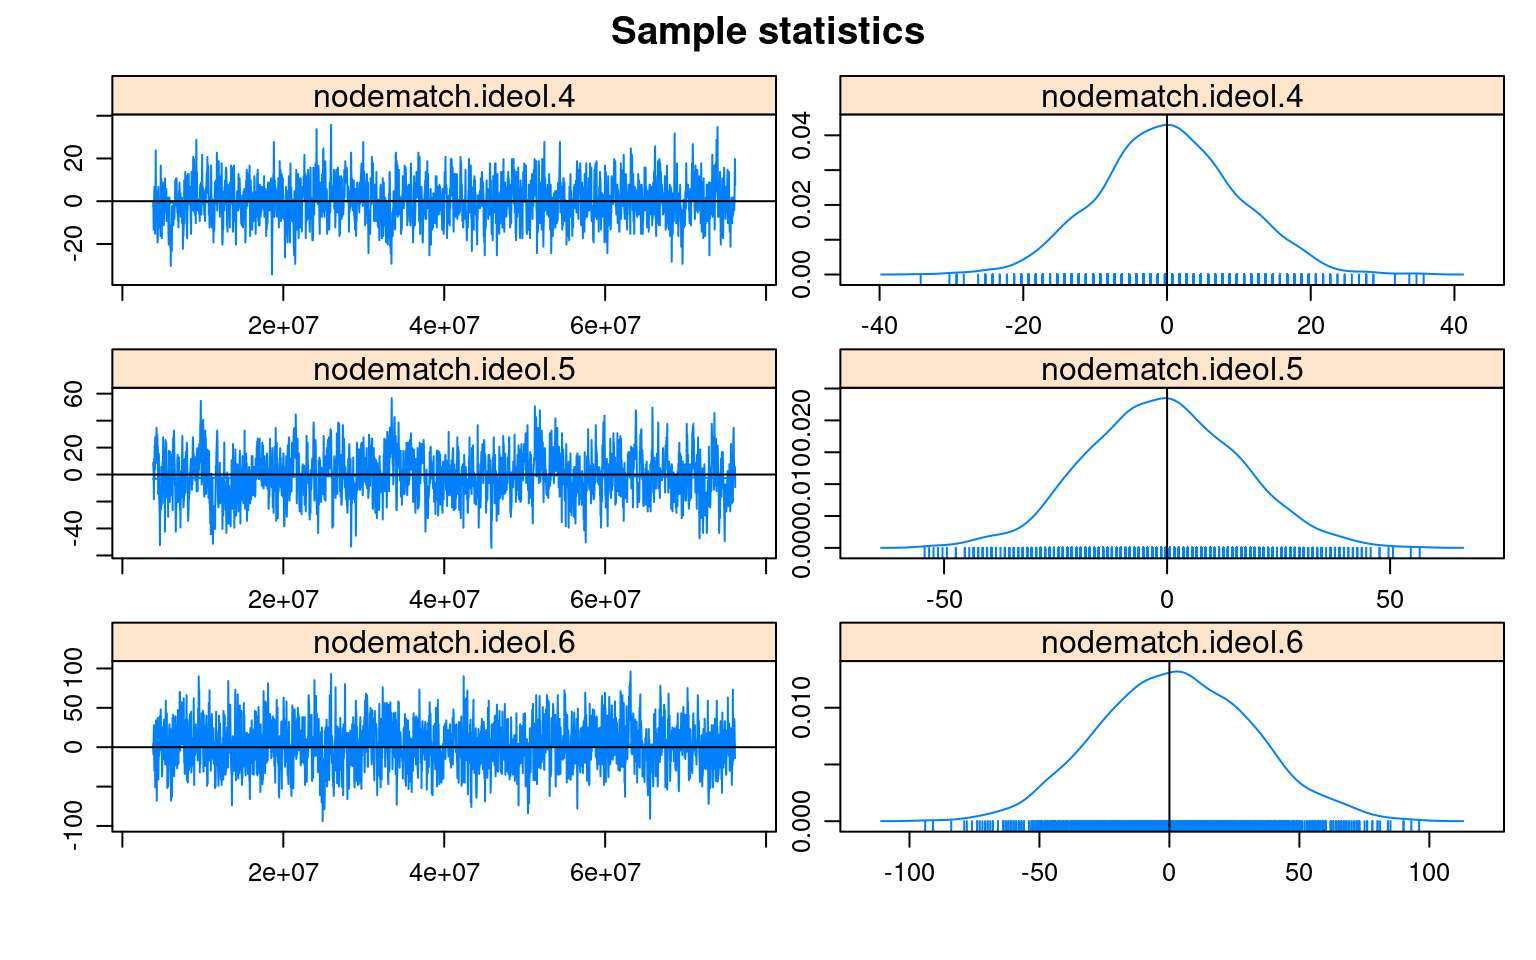 Sample statistics
nodematch.ideol.4 nodematch.ideol.4
-20 0 20 0.00 0.02 0.04
2e+07 4e+07 6e+07 -40 -20 0 20 40
nodematch.ideol.5 nodematch.ideol.5
-40 0 20 60 0.000 0.010 0.020
2e+07 4e+07 6e+07 -50 0 50
nodematch.ideol.6 nodematch.ideol.6
-100 0 50 100 0.000 0.010
2e+07 4e+07 6e+07 -100 -50 0 50 100